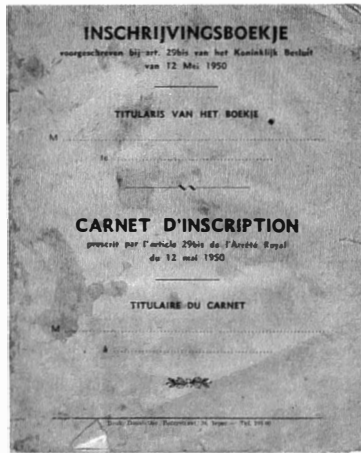 INSCHRIJVINGSBOEKJE
voorgeschreven bij art. 29bis van het Koninklijk Besluit
van 12 Mei 1950
TITULARIS VAN HET BOEKJE
M
te
CARNET D'INSCRIPTION
prescrit par l'article 29bis de l'Arrêté Royal
du 12 mai 1950
TITULAIRE DU CARNET
M
à